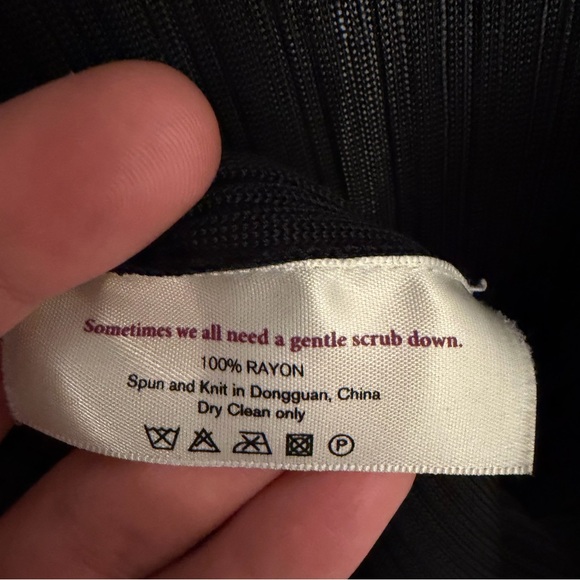 Sometimes we all need a gentle scrub down.
100% RAYON
Spun and Knit in Dongguan, China
Dry Clean only
P